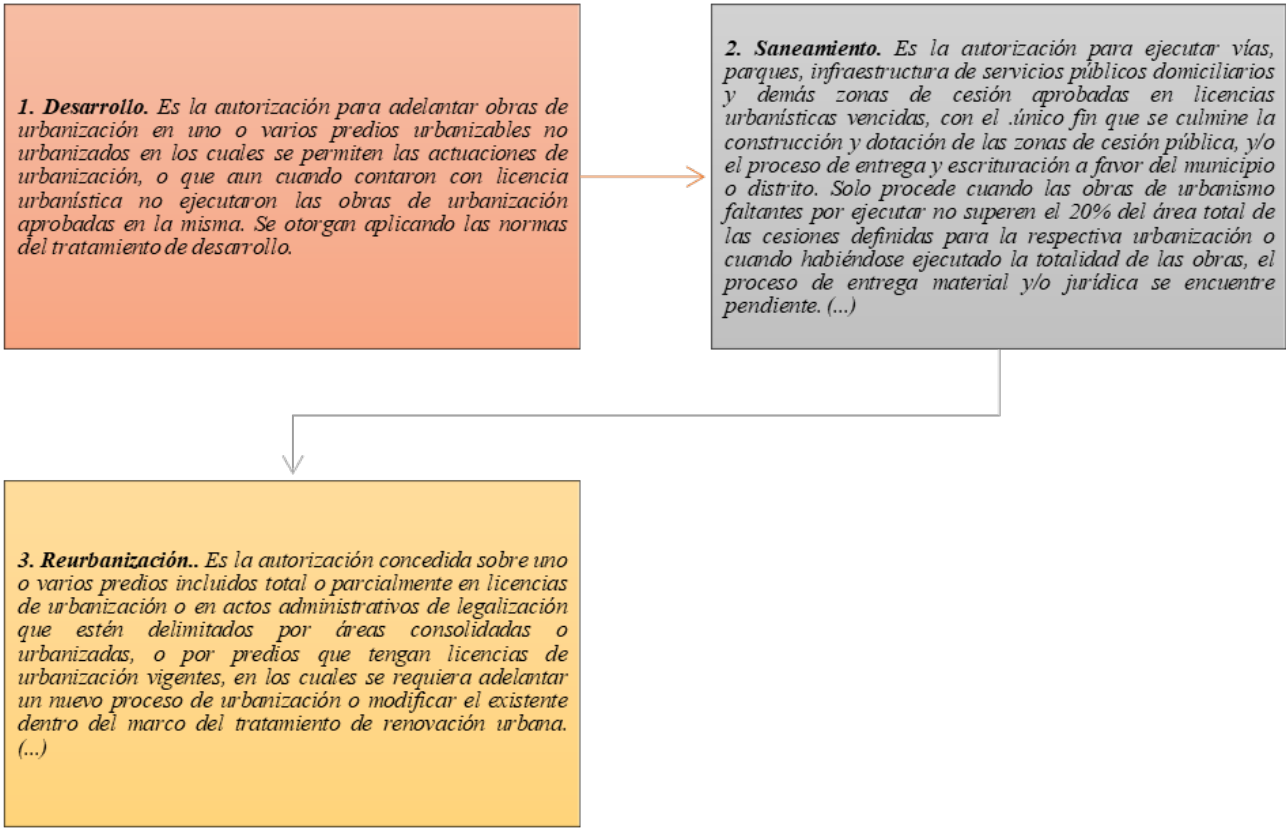 1. Desarrollo. Es la autorización para adelantar obras de
urbanización en uno o varios predios urbanizables no
urbanizados en los cuales se permiten las actuaciones de
urbanización, o que aun cuando contaron con licencia
urbanística no ejecutaron las obras de urbanización
aprobadas en la misma. Se otorgan aplicando las normas
del tratamiento de desarrollo.
2. Saneamiento. Es la autorización para ejecutar vías,
parques, infraestructura de servicios públicos domiciliarios
y demás zonas de cesión aprobadas en licencias
urbanísticas vencidas, con el .único fin que se culmine la
construcción y dotación de las zonas de cesión pública, y/o
el proceso de entrega y escrituración a favor del municipio
o distrito. Solo procede cuando las obras de urbanismo
faltantes por ejecutar no superen el 20% del área total de
las cesiones definidas para la respectiva urbanización o
cuando habiéndose ejecutado la totalidad de las obras, el
proceso de entrega material y/o jurídica se encuentre
pendiente. (...)
3. Reurbanización.. Es la autorización concedida sobre uno
o varios predios incluidos total o parcialmente en licencias
de urbanización o en actos administrativos de legalización
que estén delimitados por áreas consolidadas o
urbanizadas, o por predios que tengan licencias de
urbanización vigentes, en los cuales se requiera adelantar
un nuevo proceso de urbanización o modificar el existente
dentro del marco del tratamiento de renovación urbana.
(...)